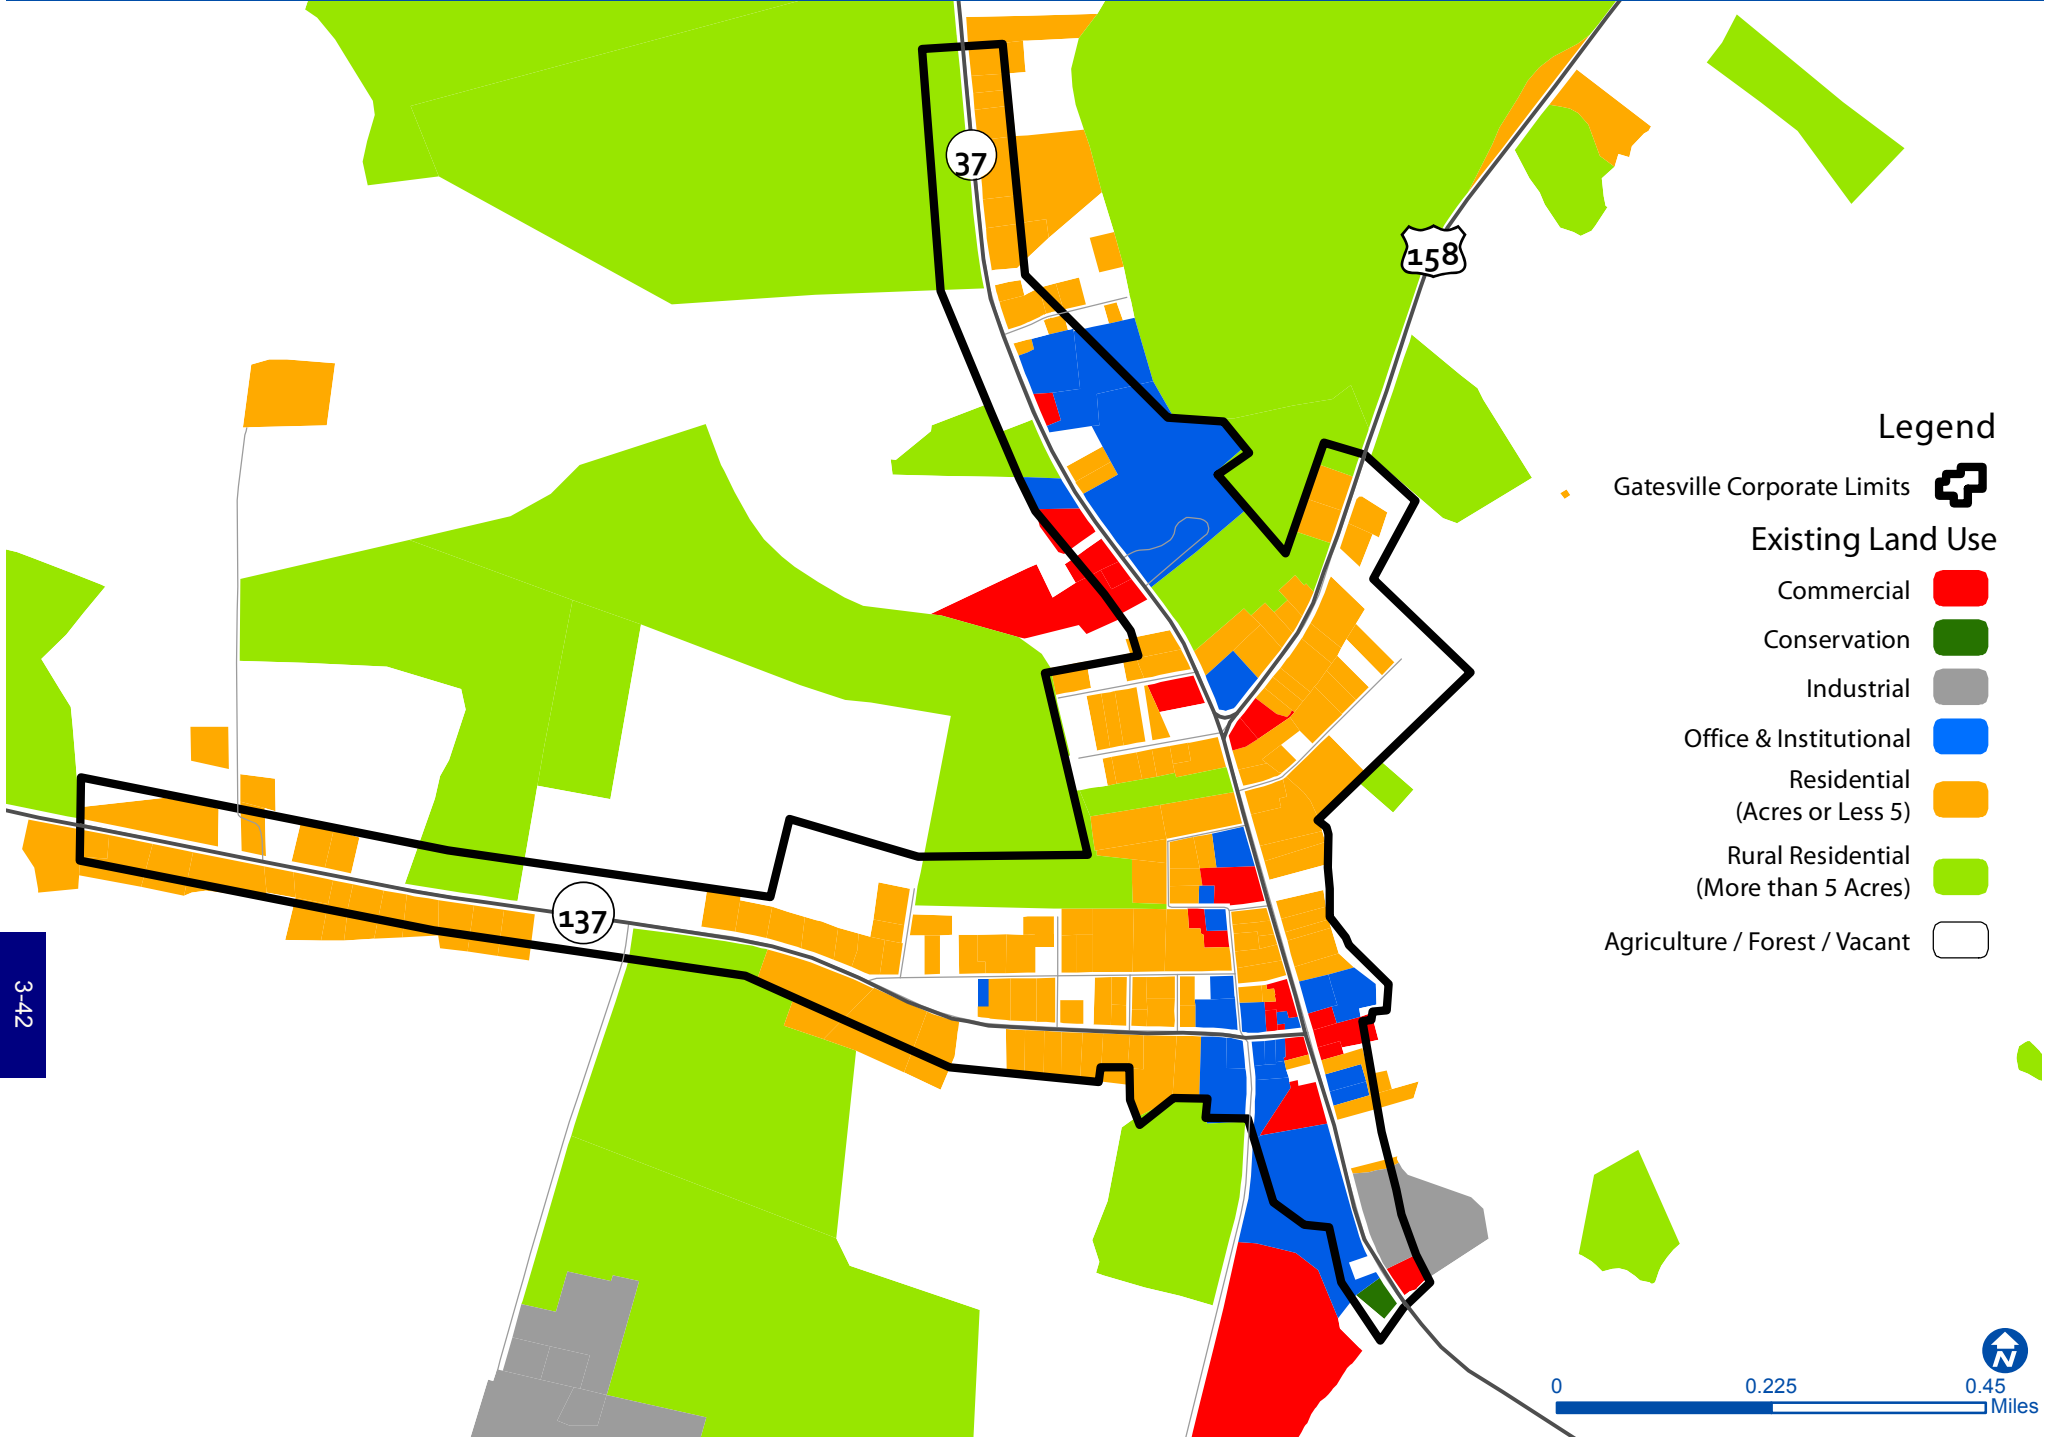 37
158
Legend
Gatesville Corporate Limits
Existing Land Use
Commercial
Conservation
Industrial
Office & Institutional
Residential
(Acres or Less 5)
Rural Residential
(More than 5 Acres)
Agriculture / Forest / Vacant
137
3-42
N
0 0.225 0.45
Miles